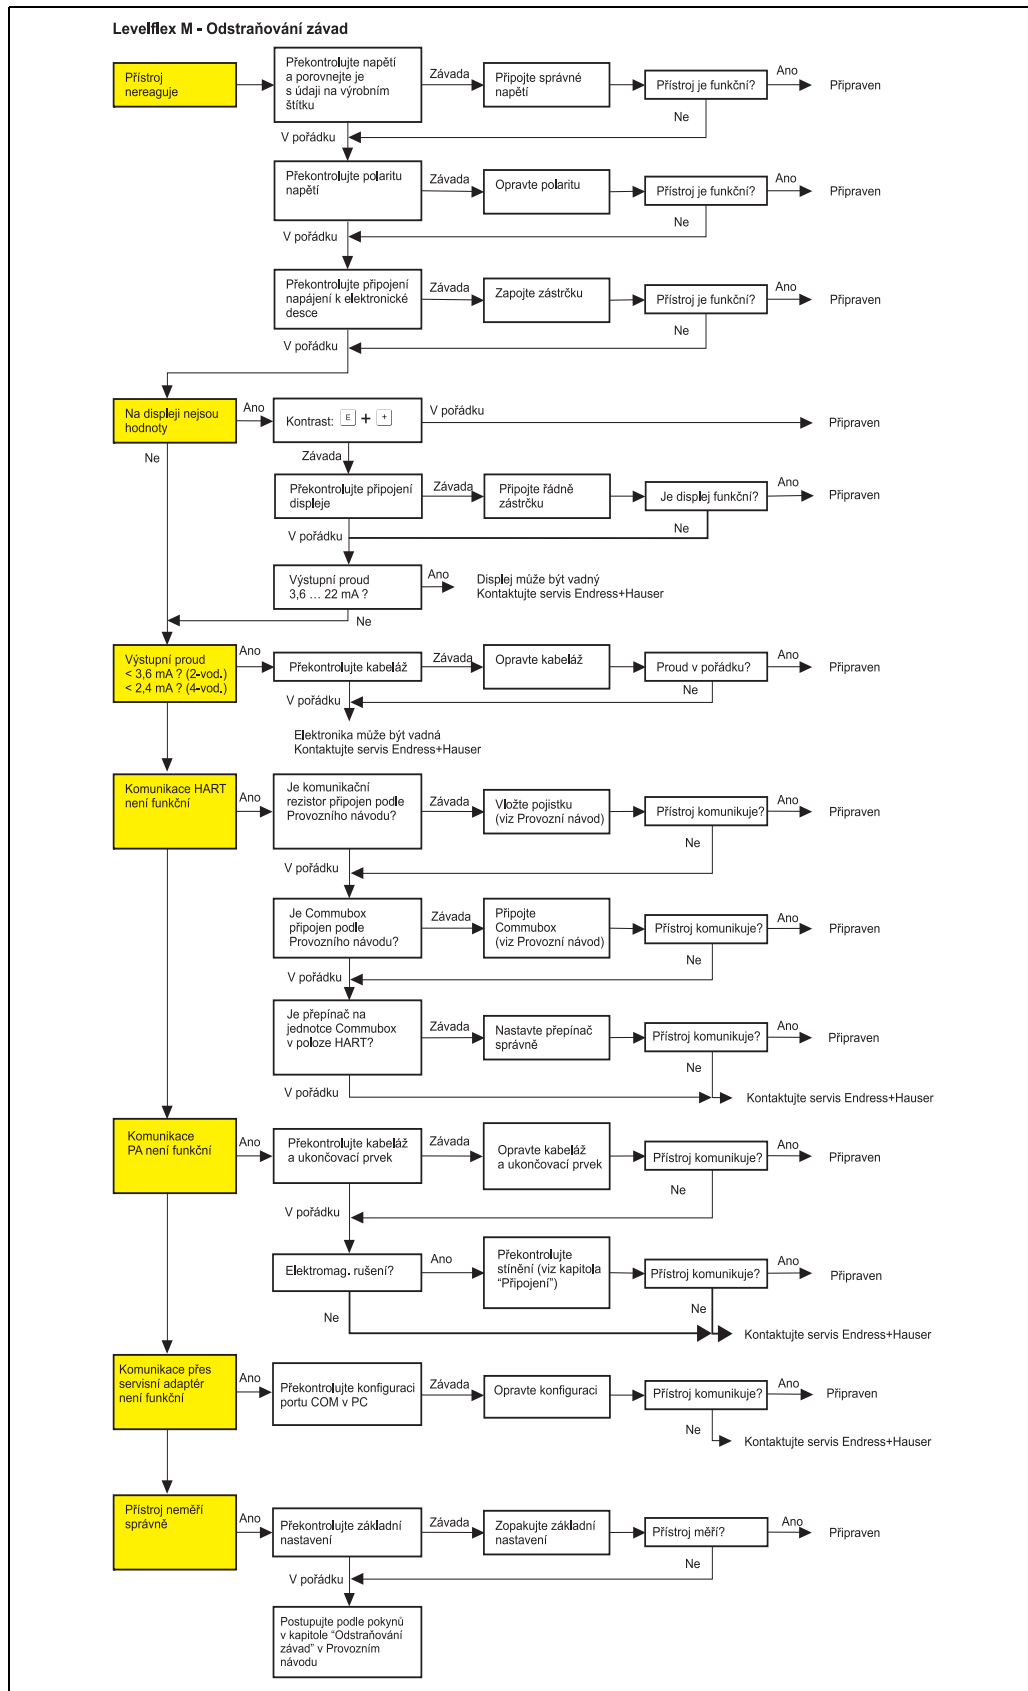 Levelflex M - Odstraňování závad
Přístroj
nereaguje
Překontrolujte napětí
a porovnejte je
s údaji na výrobním
štítku
Závada
Připojte správné
napětí
Přístroj je funkční?
Ano
Připraven
Ne
V pořádku
Překontrolujte polaritu
napětí
Závada
Opravte polaritu
Přístroj je funkční?
Ano
Připraven
Ne
V pořádku
Překontrolujte připojení
napájení k elektronické
desce
Závada
Zapojte zástrčku
Přístroj je funkční?
Ano
Připraven
Ne
V pořádku
Na displeji nejsou
hodnoty
Ano
Kontrast: E + +
V pořádku
Připraven
Ne
Závada
Překontrolujte připojení
displeje
Závada
Připojte řádně
zástrčku
Je displej funkční?
Ano
Připraven
Ne
V pořádku
Výstupní proud
3,6 ... 22 mA ?
Ano
Displej může být vadný
Kontaktujte servis Endress+Hauser
Ne
Výstupní proud
< 3,6 mA ? (2-vod.)
< 2,4 mA ? (4-vod.)
Ano
Překontrolujte kabeláž
Závada
Opravte kabeláž
Proud v pořádku?
Ano
Připraven
Ne
V pořádku
Elektronika může být vadná
Kontaktujte servis Endress+Hauser
Komunikace HART
není funkční
Ano
Je komunikační
rezistor připojen podle
Provozního návodu?
Závada
Vložte pojistku
(viz Provozní návod)
Přístroj komunikuje?
Ano
Připraven
Ne
V pořádku
Je Commubox
připojen podle
Provozního návodu?
Závada
Připojte
Commubox
(viz Provozní návod)
Přístroj komunikuje?
Ano
Připraven
Ne
V pořádku
Je přepínač na
jednotce Commubox
v poloze HART?
Závada
Nastavte přepínač
správně
Přístroj komunikuje?
Ano
Připraven
Ne
V pořádku
Kontaktujte servis Endress+Hauser
Komunikace
PA není funkční
Ano
Překontrolujte kabeláž
a ukončovací prvek
Závada
Opravte kabeláž
a ukončovací prvek
Přístroj komunikuje?
Ano
Připraven
Ne
V pořádku
Elektromag. rušení?
Ano
Překontrolujte
stínění (viz kapitola
“Připojení”)
Přístroj komunikuje?
Ano
Připraven
Ne
Ne
Kontaktujte servis Endress+Hauser
Komunikace přes
servisní adaptér
není funkční
Ano
Překontrolujte konfiguraci
portu COM v PC
Závada
Opravte konfiguraci
Přístroj komunikuje?
Ano
Připraven
Ne
Kontaktujte servis Endress+Hauser
Přístroj neměří
správně
Ano
Překontrolujte základní
nastavení
Závada
Zopakujte základní
nastavení
Přístroj měří?
Ano
Připraven
Ne
V pořádku
Postupujte podle pokynů
v kapitole “Odstraňování
závad” v Provozním
návodu